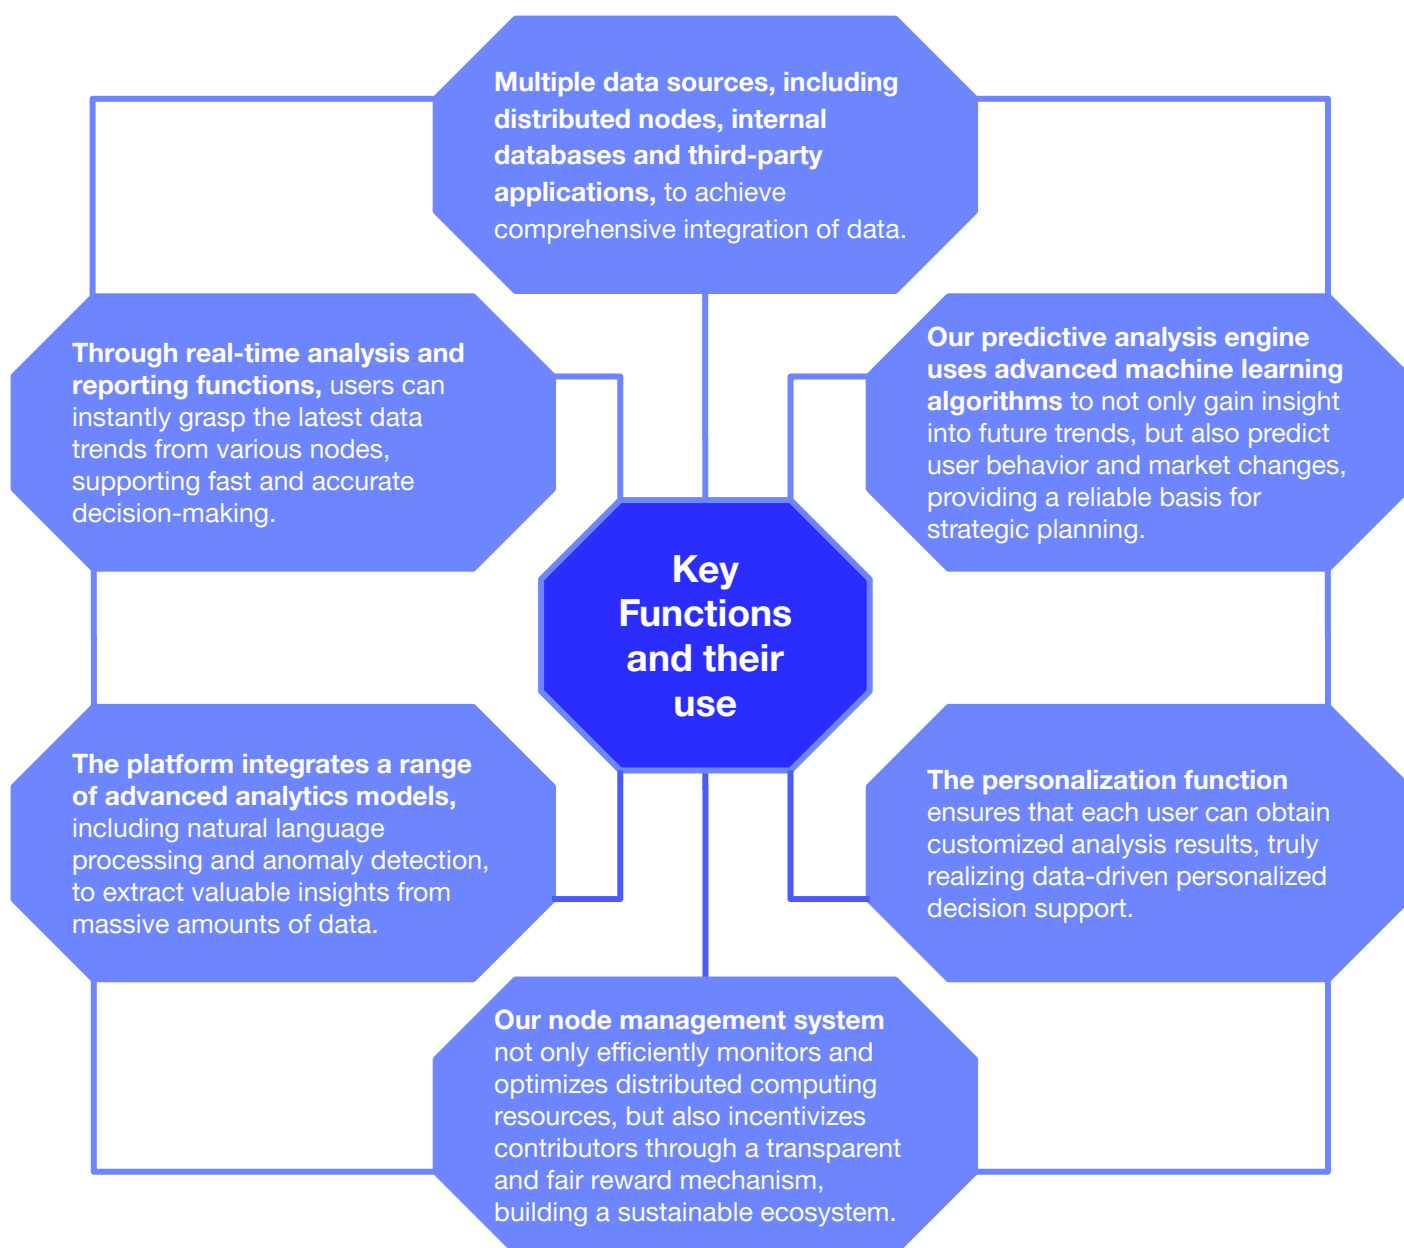 Multiple data sources, including
distributed nodes, internal
databases and third-party
applications, to achieve
comprehensive integration of data.
Through real-time analysis and
reporting functions, users can
instantly grasp the latest data
trends from various nodes,
supporting fast and accurate
decision-making.
Our predictive analysis engine
uses advanced machine learning
algorithms to not only gain insight
into future trends, but also predict
user behavior and market changes,
providing a reliable basis for
strategic planning.
Key
Functions
and their
use
The platform integrates a range
of advanced analytics models,
including natural language
processing and anomaly detection,
to extract valuable insights from
massive amounts of data.
The personalization function
ensures that each user can obtain
customized analysis results, truly
realizing data-driven personalized
decision support.
Our node management system
not only efficiently monitors and
optimizes distributed computing
resources, but also incentivizes
contributors through a transparent
and fair reward mechanism,
building a sustainable ecosystem.